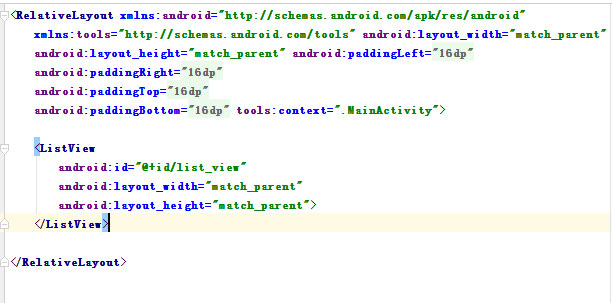 <RelativeLayout xmlns:android="http://schemas.android.com/apk/res/android"
xmlns:tools="http://schemas.android.com/tools" android:layout_width="match_parent"
android:layout_height="match_parent" android:paddingLeft="16dp"
android:paddingRight="16dp"
android:paddingTop="16dp"
android:paddingBottom="16dp" tools:context=".MainActivity">
<ListView
android:id="@+id/list_view"
android:layout_width="match_parent"
android:layout_height="match_parent">
</ListView>
</RelativeLayout>